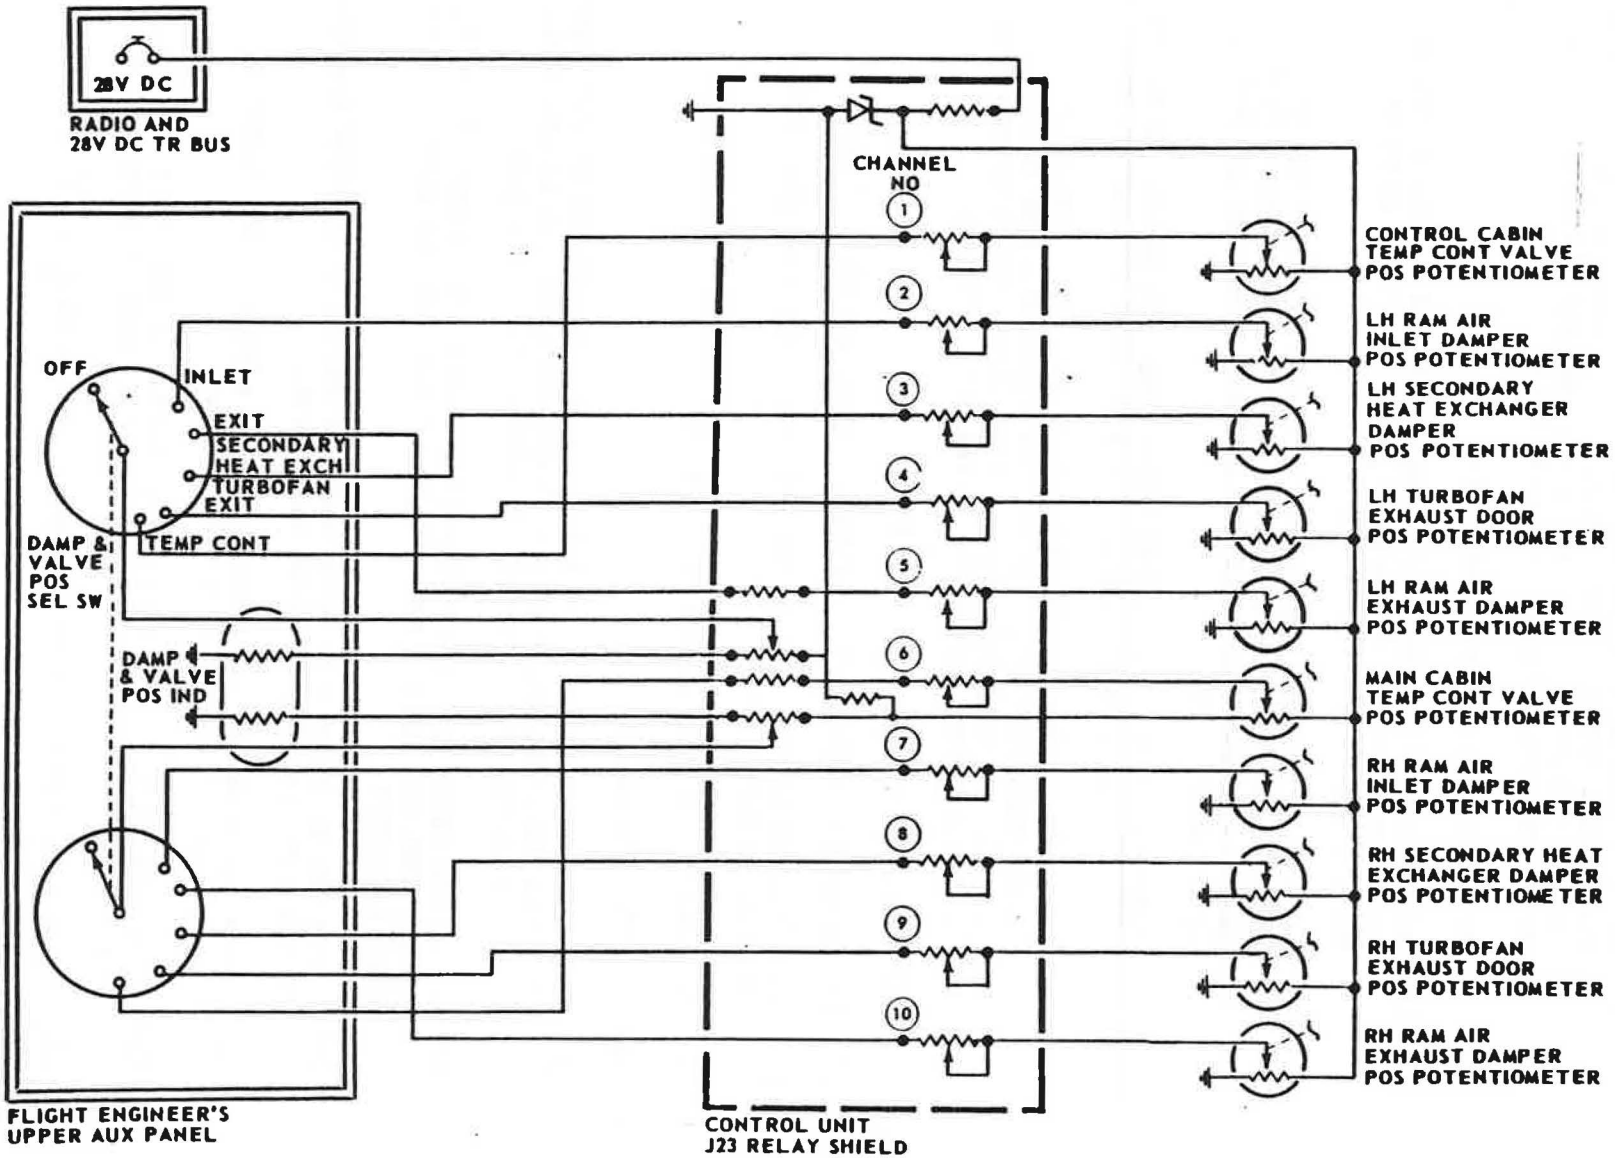 28V DC
RADIO AND
28V DC TR BUS
CHANNEL
NO
1
2
3
4
5
6
7
8
9
10
OFF
INLET
EXIT
SECONDARY
HEAT EXCH
TURBOFAN
EXIT
TEMP CONT
DAMP &
VALVE
POS
SEL SW
DAMP
& VALVE
POS IND
CONTROL CABIN
TEMP CONT VALVE
POS POTENTIOMETER
LH RAM AIR
INLET DAMPER
POS POTENTIOMETER
LH SECONDARY
HEAT EXCHANGER
DAMPER
POS POTENTIOMETER
LH TURBOFAN
EXHAUST DOOR
POS POTENTIOMETER
LH RAM AIR
EXHAUST DAMPER
POS POTENTIOMETER
MAIN CABIN
TEMP CONT VALVE
POS POTENTIOMETER
RH RAM AIR
INLET DAMPER
POS POTENTIOMETER
RH SECONDARY HEAT
EXCHANGER DAMPER
POS POTENTIOMETER
RH TURBOFAN
EXHAUST DOOR
POS POTENTIOMETER
RH RAM AIR
EXHAUST DAMPER
POS POTENTIOMETER
FLIGHT ENGINEER'S
UPPER AUX PANEL
CONTROL UNIT
J23 RELAY SHIELD